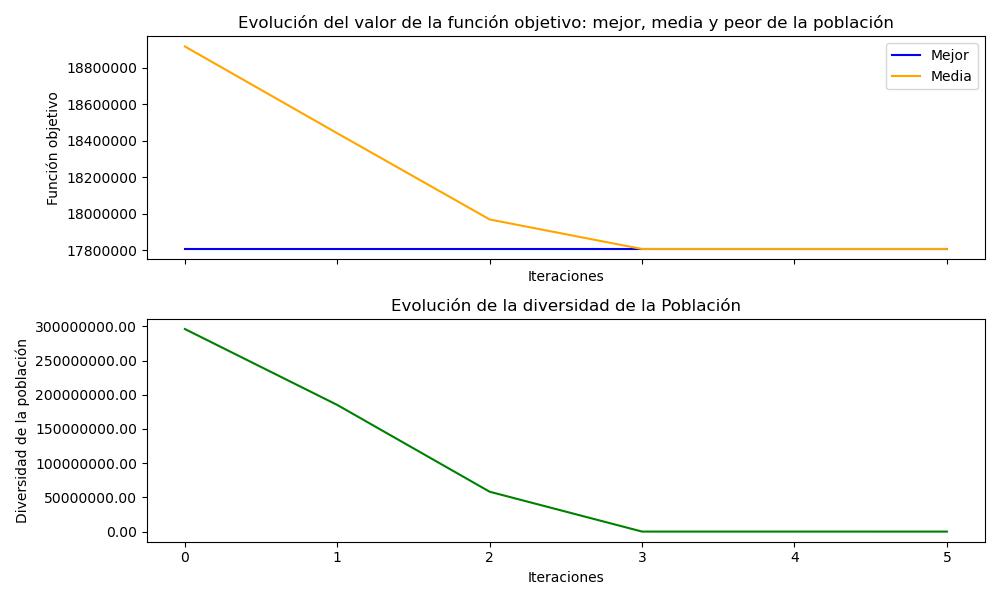 Evolución del valor de la función objetivo: mejor, media y peor de la población
Función objetivo
18800000
18600000
18400000
18200000
18000000
17800000
Mejor
Media
Iteraciones
Evolución de la diversidad de la Población
Diversidad de la población
300000000.00
250000000.00
200000000.00
150000000.00
100000000.00
50000000.00
0.00
0 1 2 3 4 5
Iteraciones